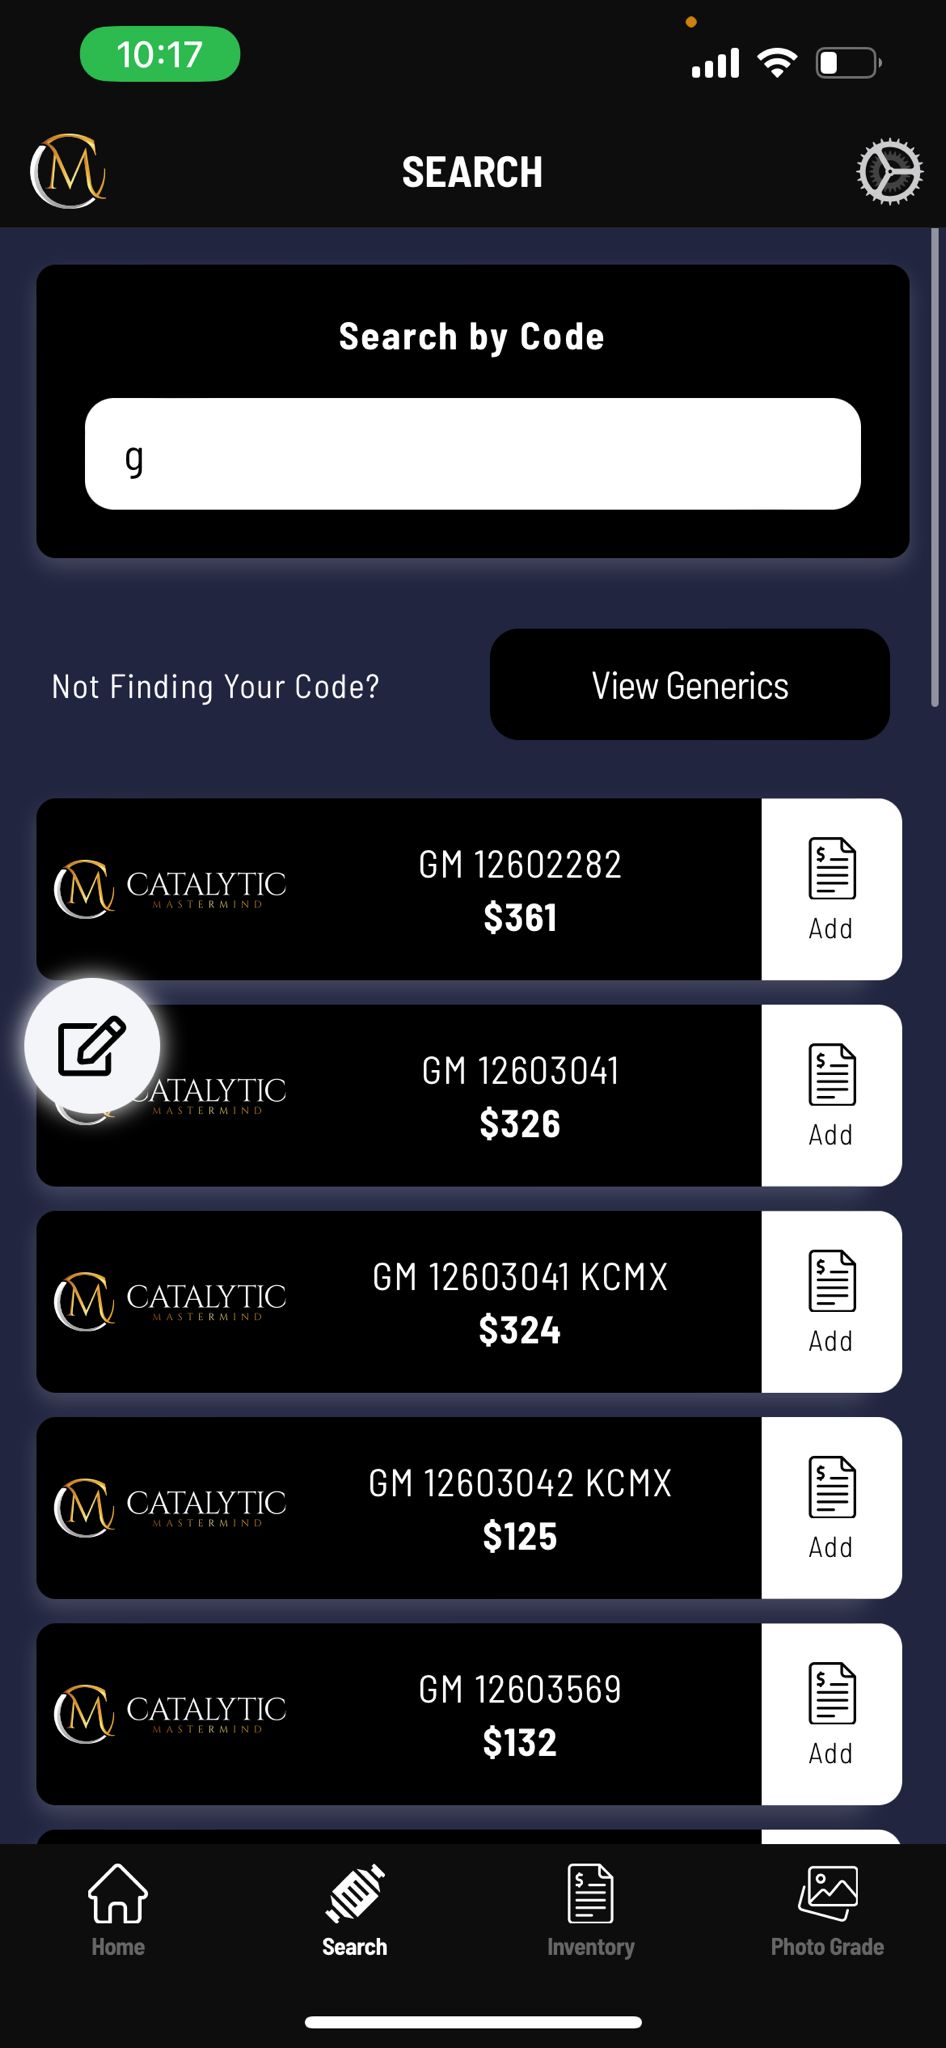 10:17
SEARCH
Search by Code
g
Not Finding Your Code?
View Generics
CATALYTIC
MASTERMIND
GM 12602282
$361
Add
CATALYTIC
MASTERMIND
GM 12603041
$326
Add
CATALYTIC
MASTERMIND
GM 12603041 KCMX
$324
Add
CATALYTIC
MASTERMIND
GM 12603042 KCMX
$125
Add
CATALYTIC
MASTERMIND
GM 12603569
$132
Add
Home
Search
Inventory
Photo Grade